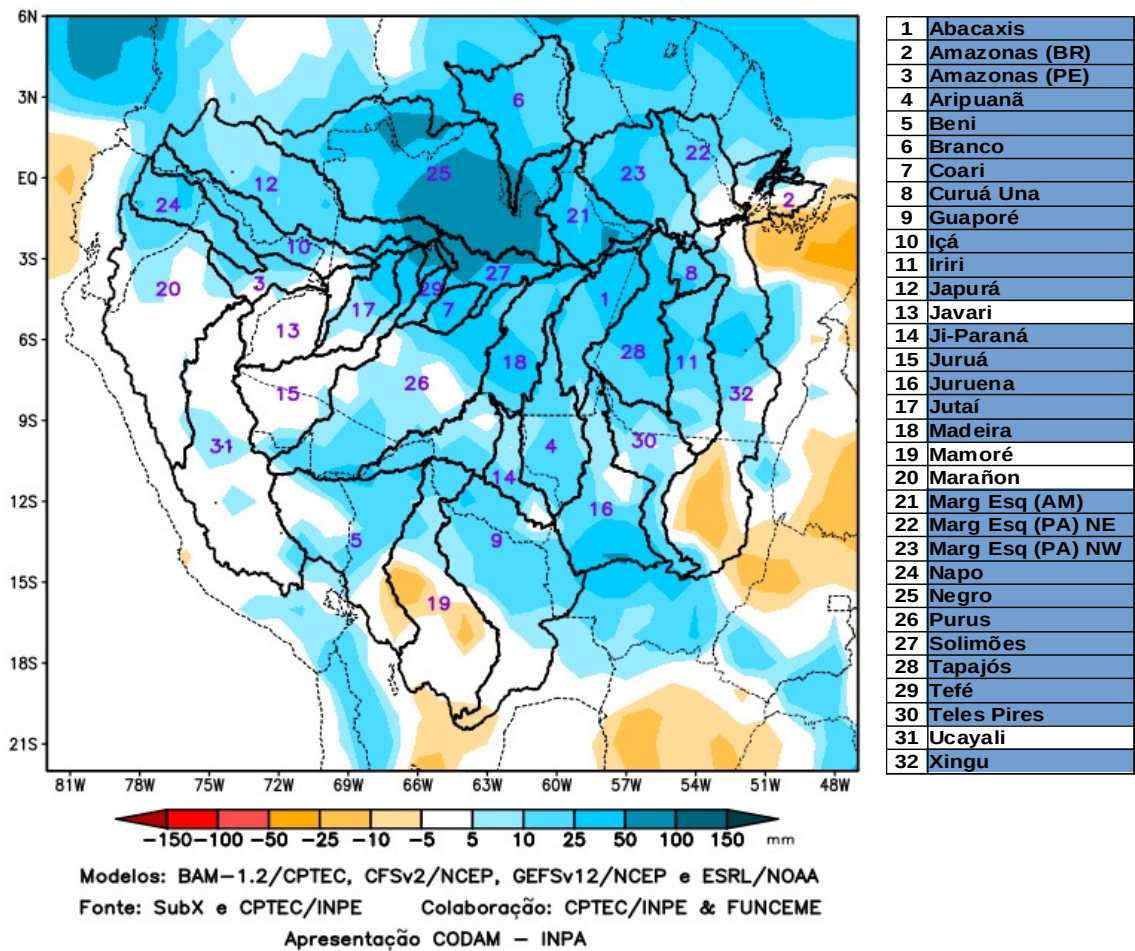 6N
3N
EQ
3S
6S
9S
12S
15S
18S
21S
81W 78W 75W 72W 69W 66W 63W 60W 57W 54W 51W 48W
6
22
25
23
12
2
24
21
10
27
8
3
20
29
1
17
7
13
28
18
11
26
15
32
30
31
4
14
16
5
9
19
1 Abacaxis
2 Amazonas (BR)
3 Amazonas (PE)
4 Aripuanã
5 Beni
6 Branco
7 Coari
8 Curuá Una
9 Guaporé
10 Içá
11 Iriri
12 Japurá
13 Javari
14 Ji-Paraná
15 Juruá
16 Juruena
17 Jutaí
18 Madeira
19 Mamoré
20 Marañon
21 Marg Esq (AM)
22 Marg Esq (PA) NE
23 Marg Esq (PA) NW
24 Napo
25 Negro
26 Purus
27 Solimões
28 Tapajós
29 Tefé
30 Teles Pires
31 Ucayali
32 Xingu
−150 −100 −50 −25 −10 −5 5 10 25 50 100 150 mm
Modelos: BAM−1.2/CPTEC, CFSv2/NCEP, GEFSv12/NCEP e ESRL/NOAA
Fonte: SubX e CPTEC/INPE Colaboração: CPTEC/INPE & FUNCEME
Apresentação CODAM − INPA